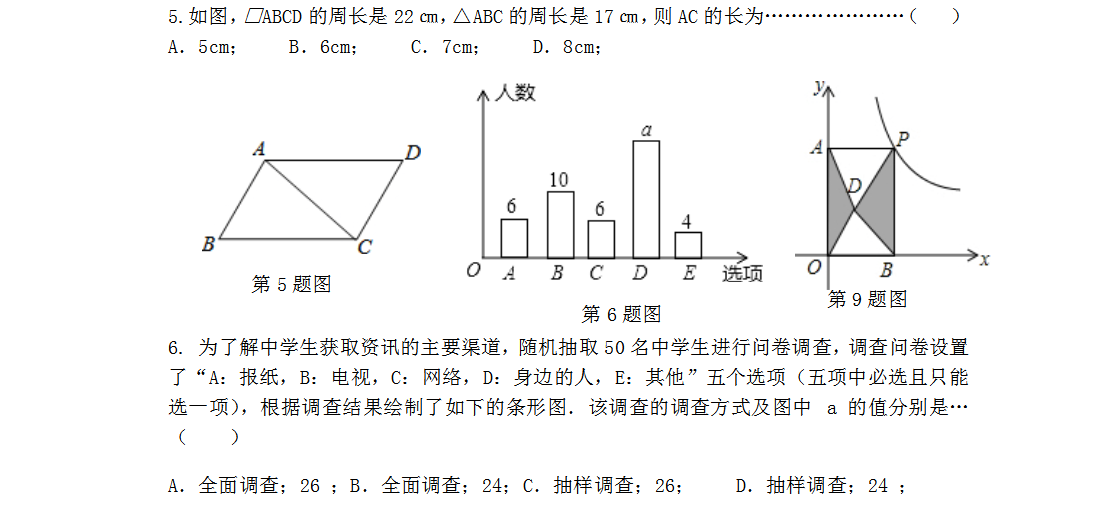 5.如图，□ABCD 的周长是 22 ㎝，△ABC 的周长是 17 ㎝，则 AC 的长为…………………（　　）
A．5cm；　　B．6cm；　　C．7cm；　　D．8cm；
A D B C
第 5 题图
人数
6 10 6 a 4
O A B C D E 选项
第 6 题图
y
A P
D
O B x
第 9 题图
6. 为了解中学生获取资讯的主要渠道，随机抽取 50 名中学生进行问卷调查，调查问卷设置
了“A：报纸，B：电视，C：网络，D：身边的人，E：其他”五个选项（五项中必选且只能
选一项），根据调查结果绘制了如下的条形图．该调查的调查方式及图中 a 的值分别是…
（　　）
A．全面调查；26 ；B．全面调查；24；C．抽样调查；26；　　D．抽样调查；24 ；